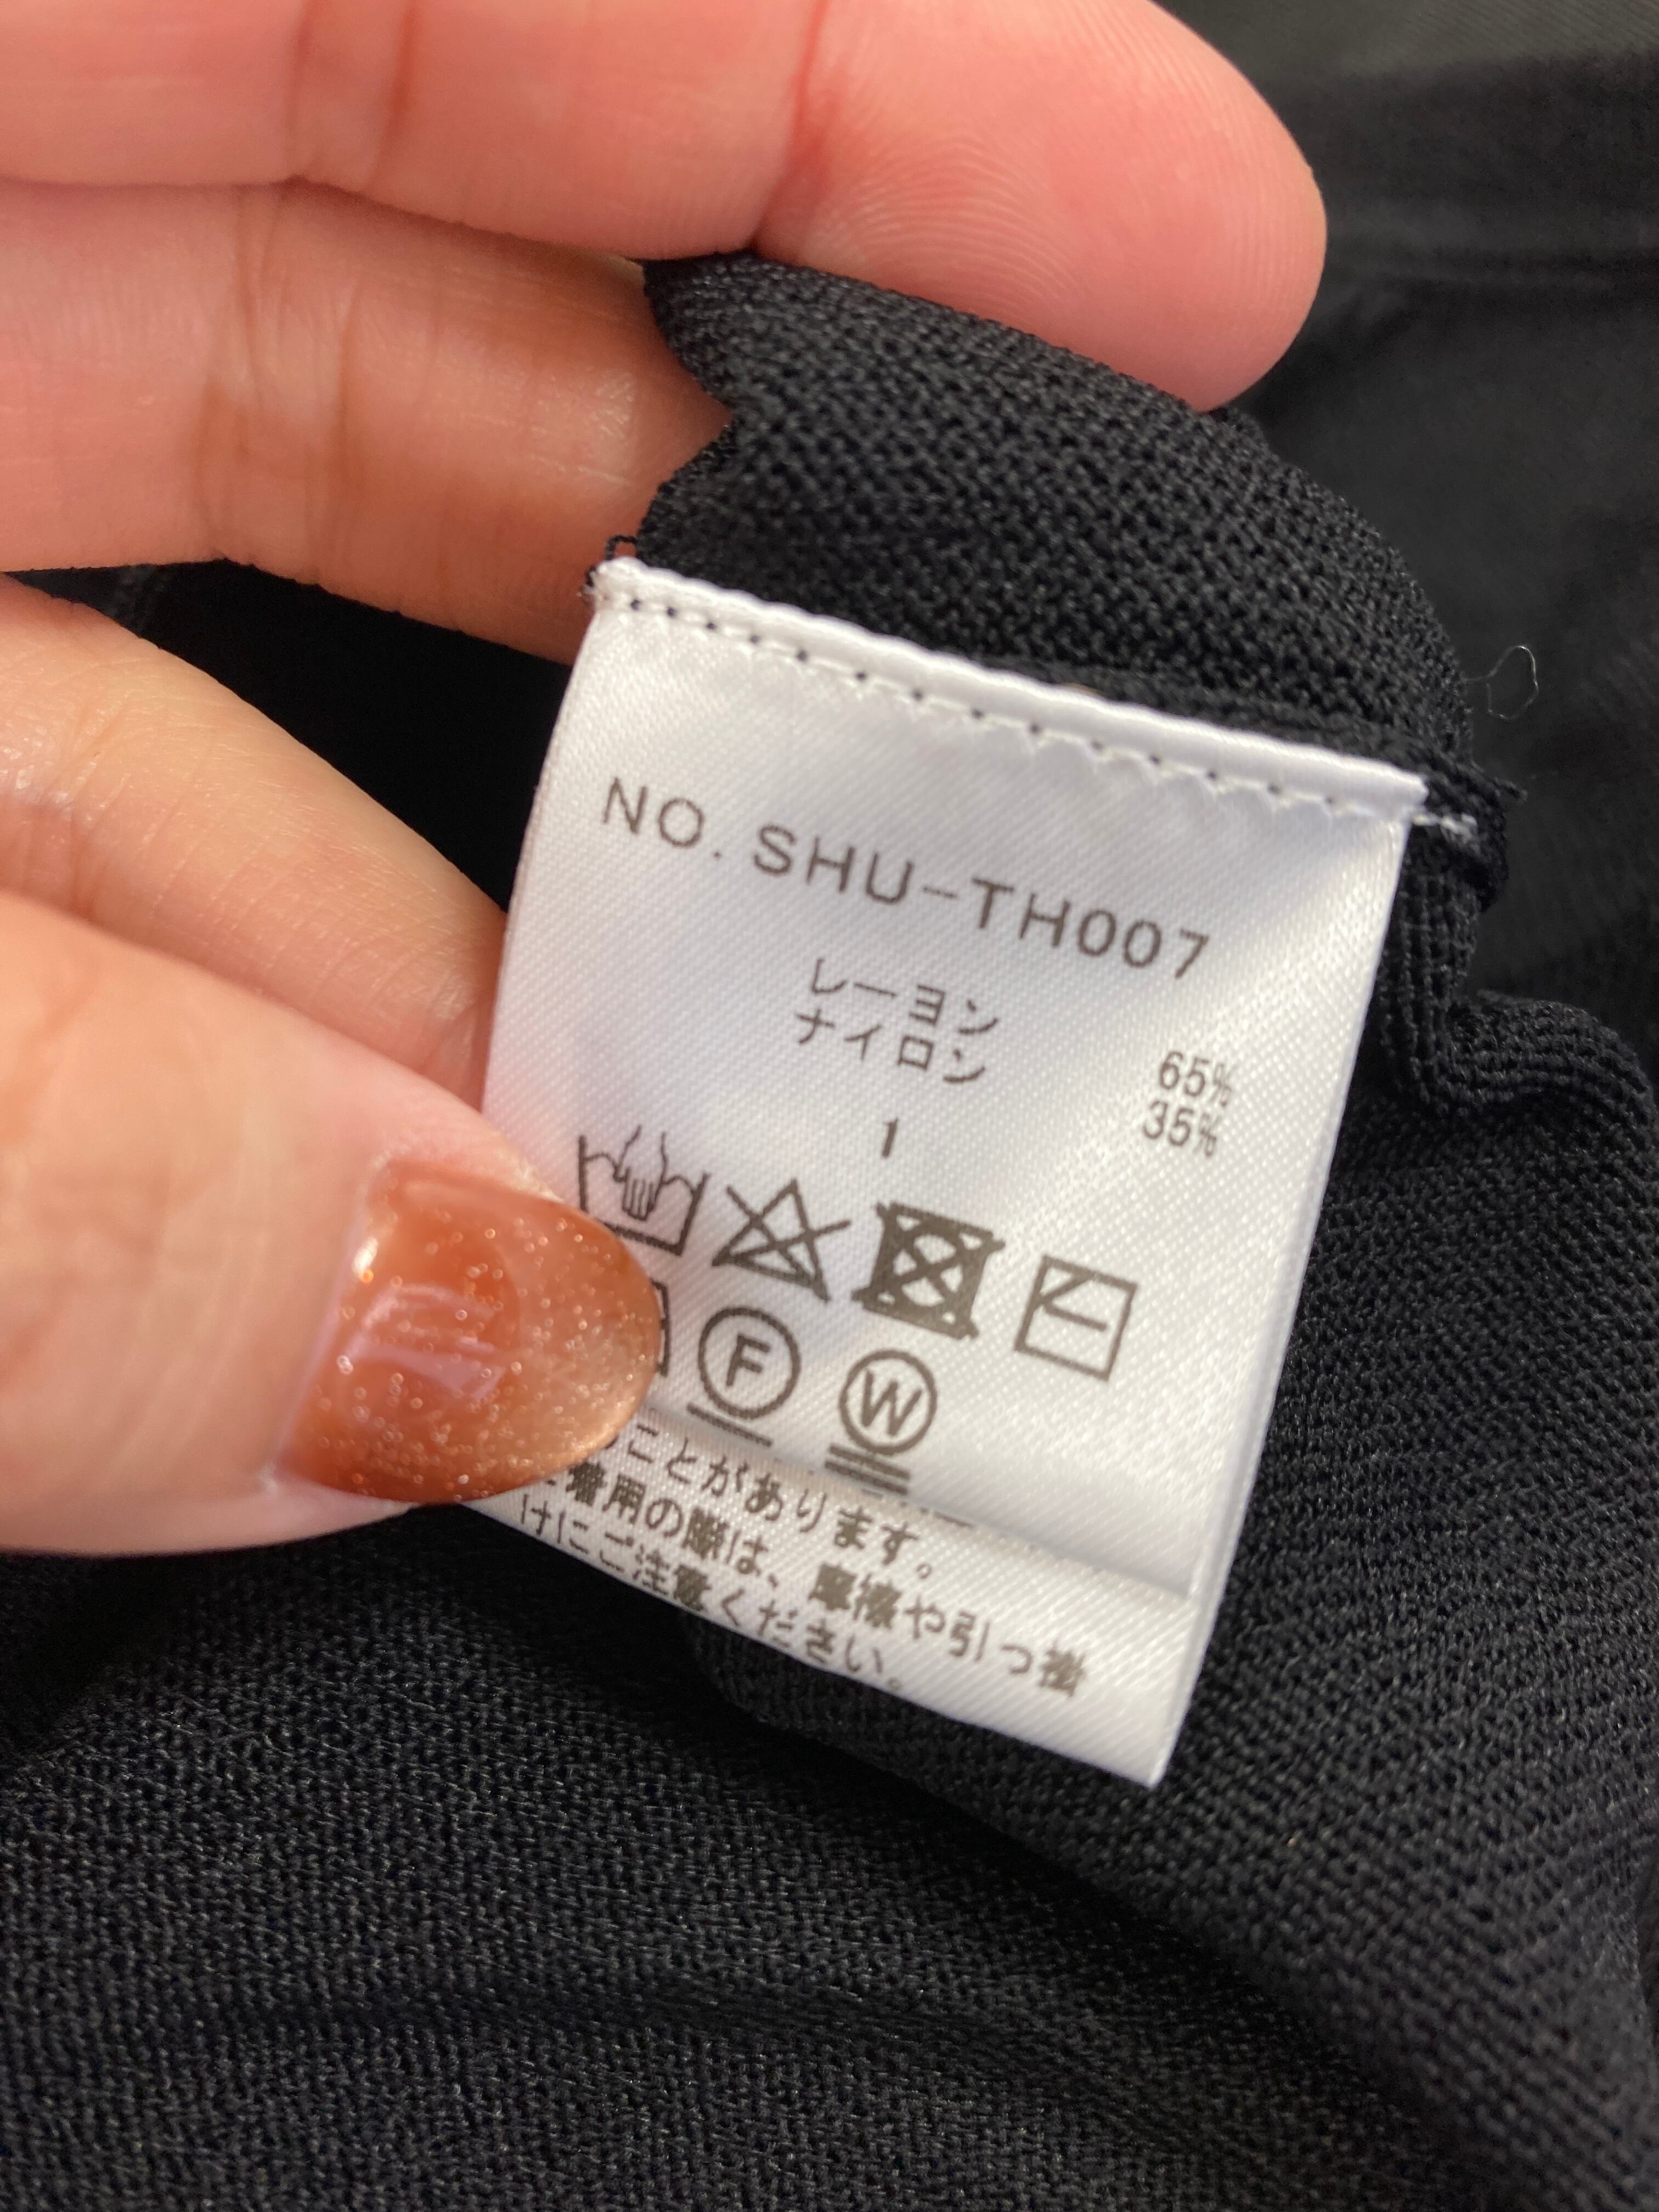 NO. SHU-TH007
レーヨン 65%
ナイロン 35%
1
F W
ことがあります。
着用の際は、摩擦や引っ掛
けにご注意ください。